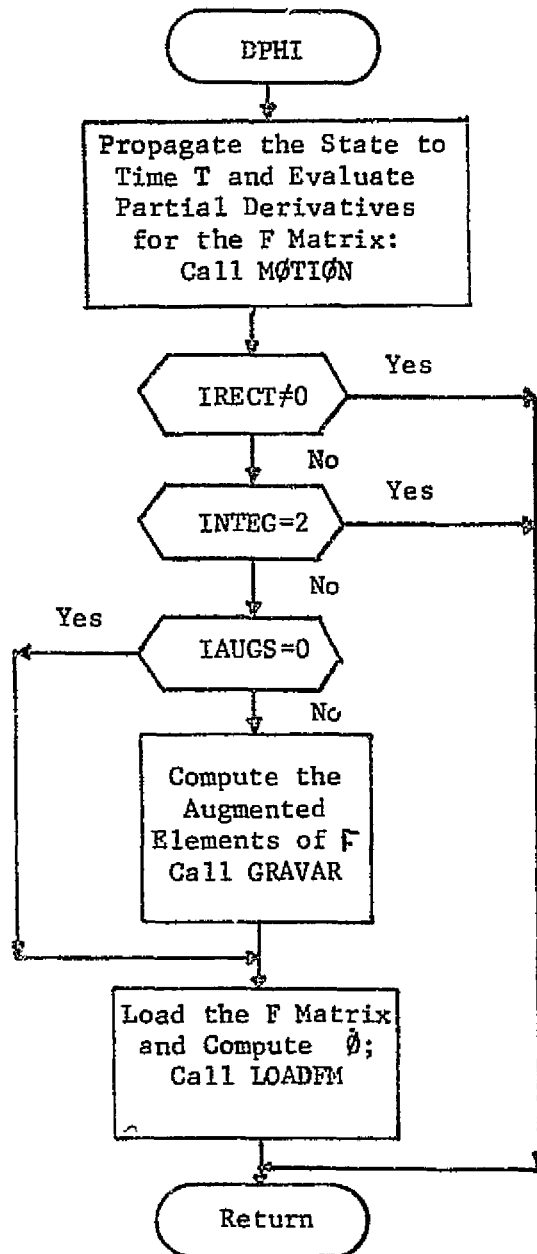 DPHI
Propagate the State to
Time T and Evaluate
Partial Derivatives
for the F Matrix:
Call MØTIØN
Yes
IRECT≠0
No
Yes
INTEG=2
No
Yes
IAUGS=0
No
Compute the
Augmented
Elements of F
Call GRAVAR
Load the F Matrix
and Compute φ̇;
Call LOADFM
Return